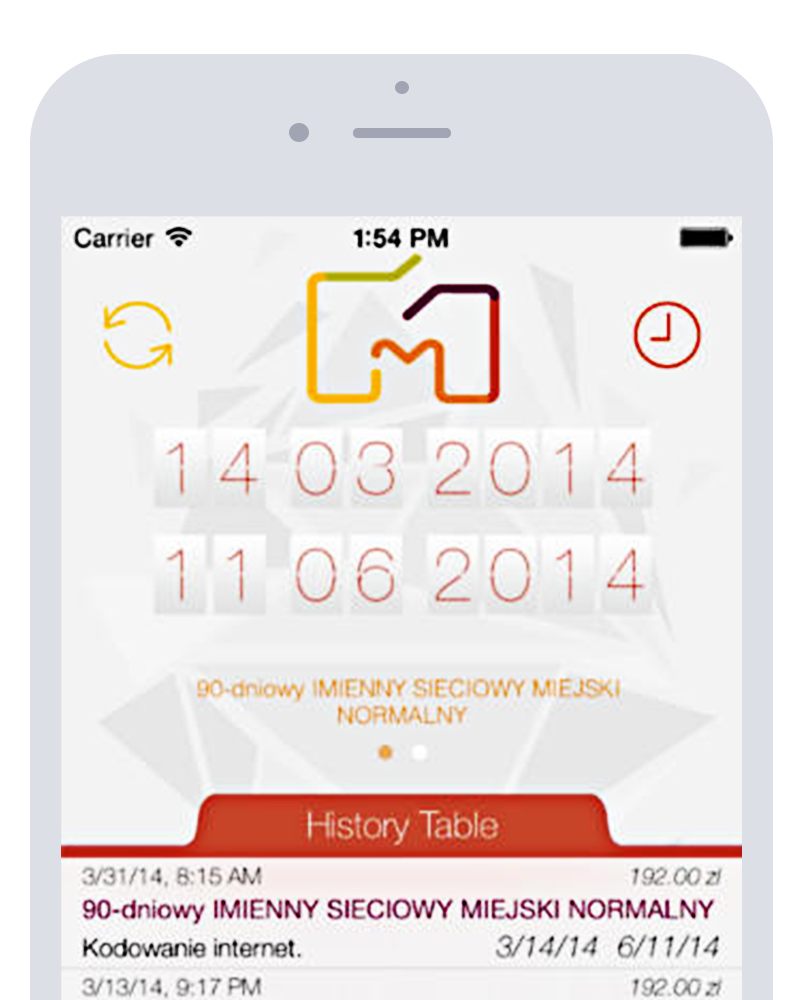 Carrier 1:54 PM
14 03 2014
11 06 2014
90-dniowy IMIENNY SIECIOWY MIEJSKI
NORMALNY
History Table
3/31/14, 8:15 AM 192.00 zł
90-dniowy IMIENNY SIECIOWY MIEJSKI NORMALNY
Kodowanie internet. 3/14/14 6/11/14
3/13/14, 9:17 PM 192.00 zł